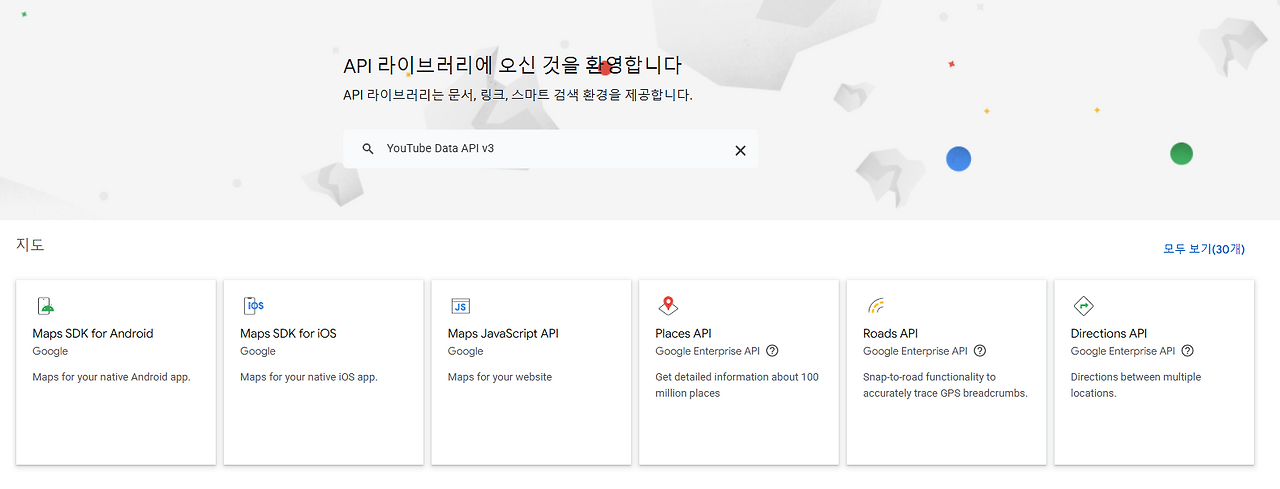 API 라이브러리에 오신 것을 환영합니다
API 라이브러리는 문서, 링크, 스마트 검색 환경을 제공합니다.
YouTube Data API v3
지도
모두 보기(30개)
Maps SDK for Android
Google
Maps for your native Android app.
iOS
Maps SDK for iOS
Google
Maps for your native iOS app.
JS
Maps JavaScript API
Google
Maps for your website
Places API
Google Enterprise API
Get detailed information about 100
million places
Roads API
Google Enterprise API
Snap-to-road functionality to
accurately trace GPS breadcrumbs.
Directions API
Google Enterprise API
Directions between multiple
locations.